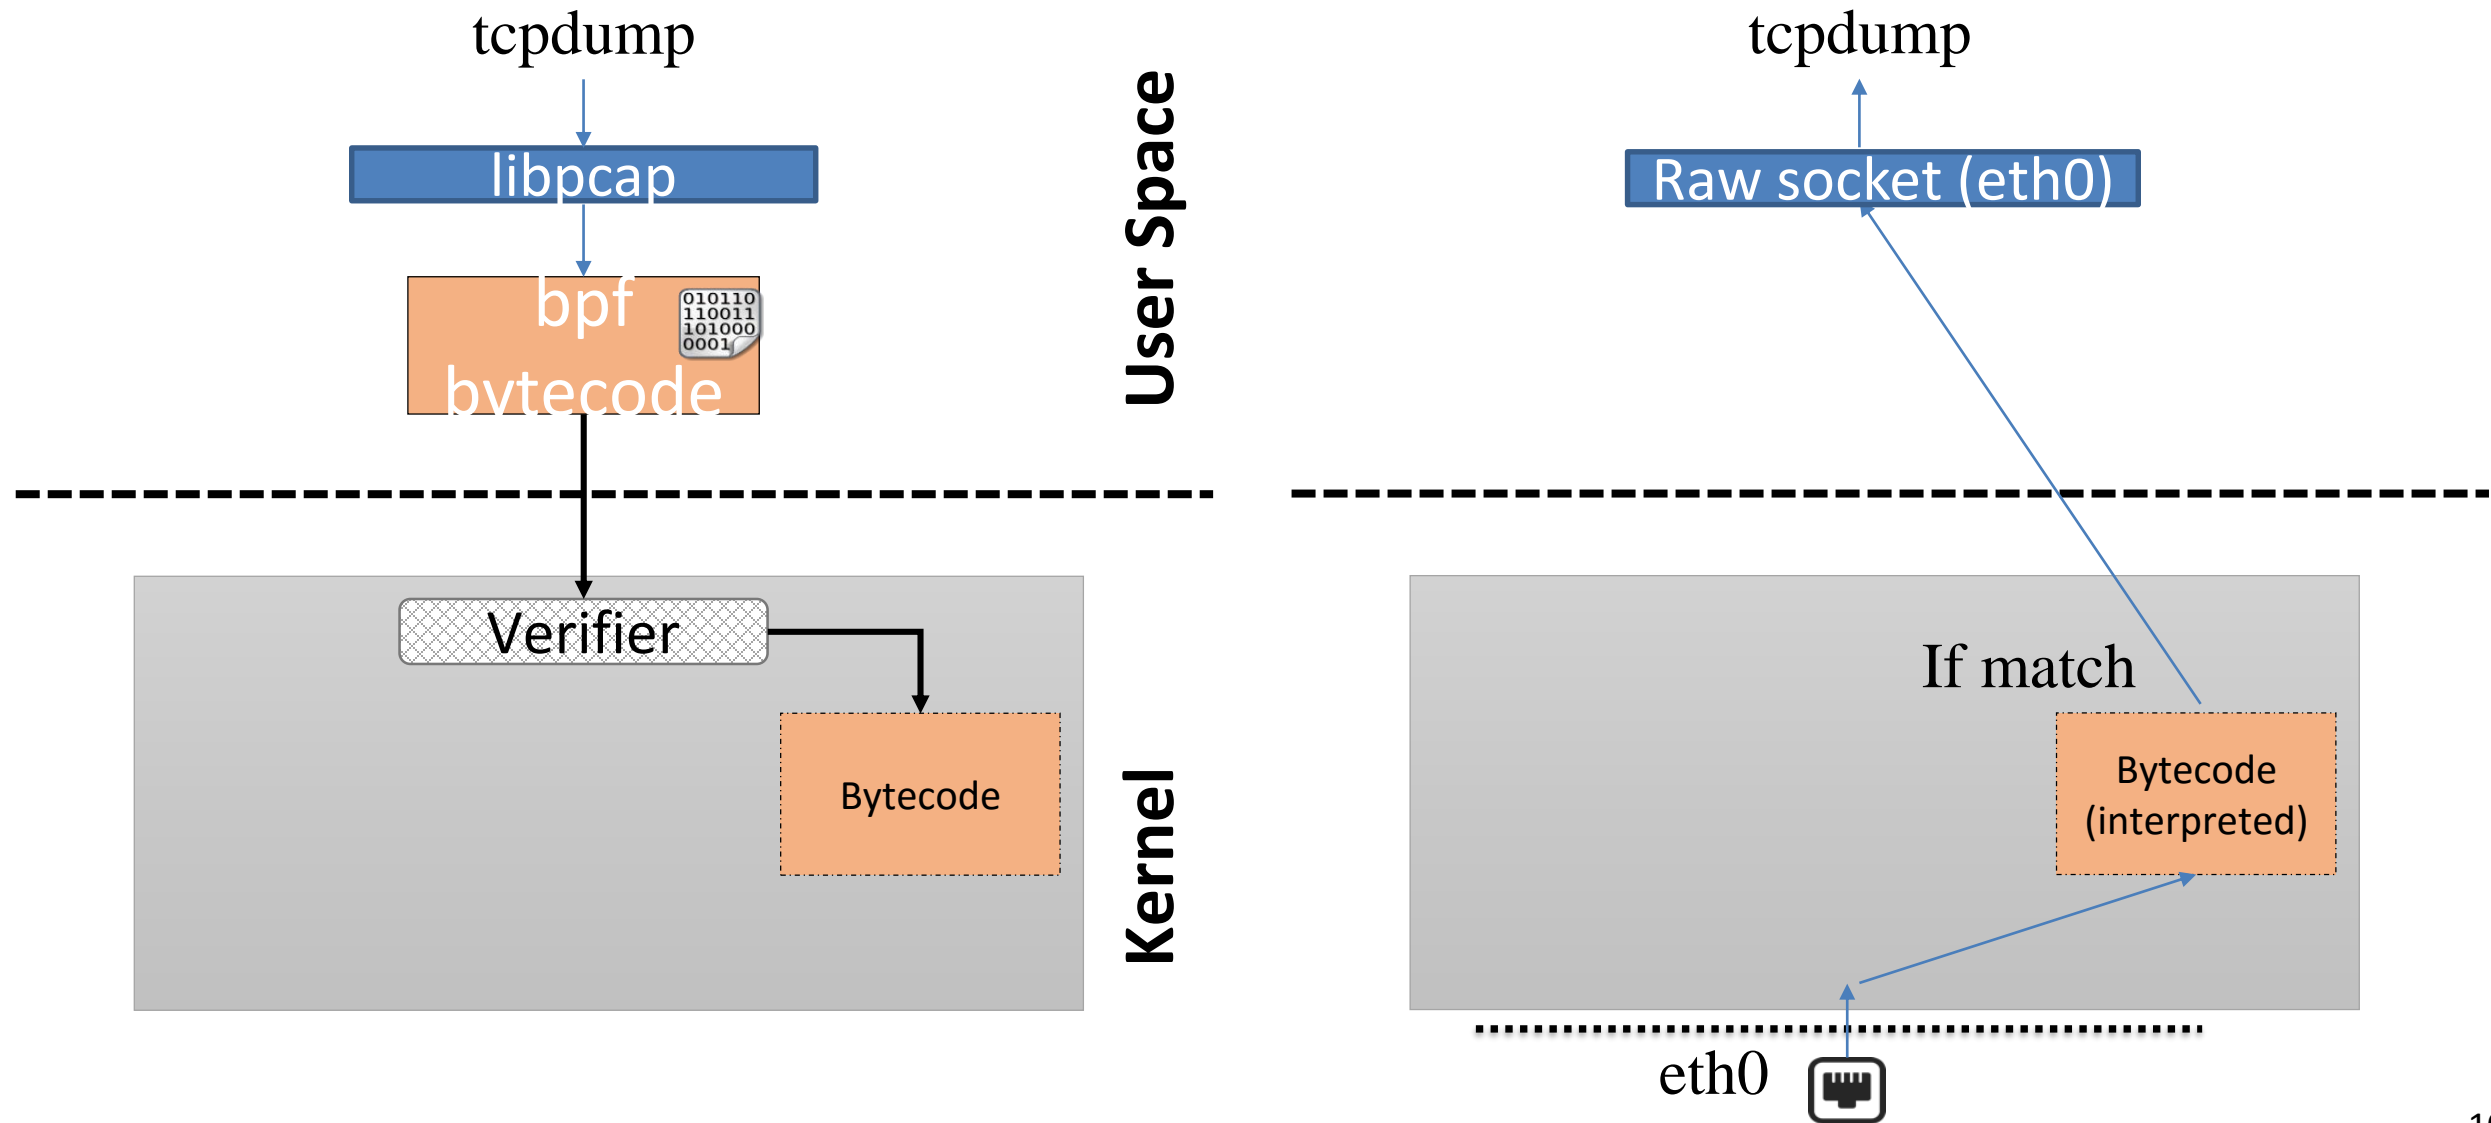 tcpdump
libpcap
bpf
bytecode
010110
110011
101000
0001
Verifier
Bytecode
User Space
Kernel
tcpdump
Raw socket (eth0)
If match
Bytecode
(interpreted)
eth0